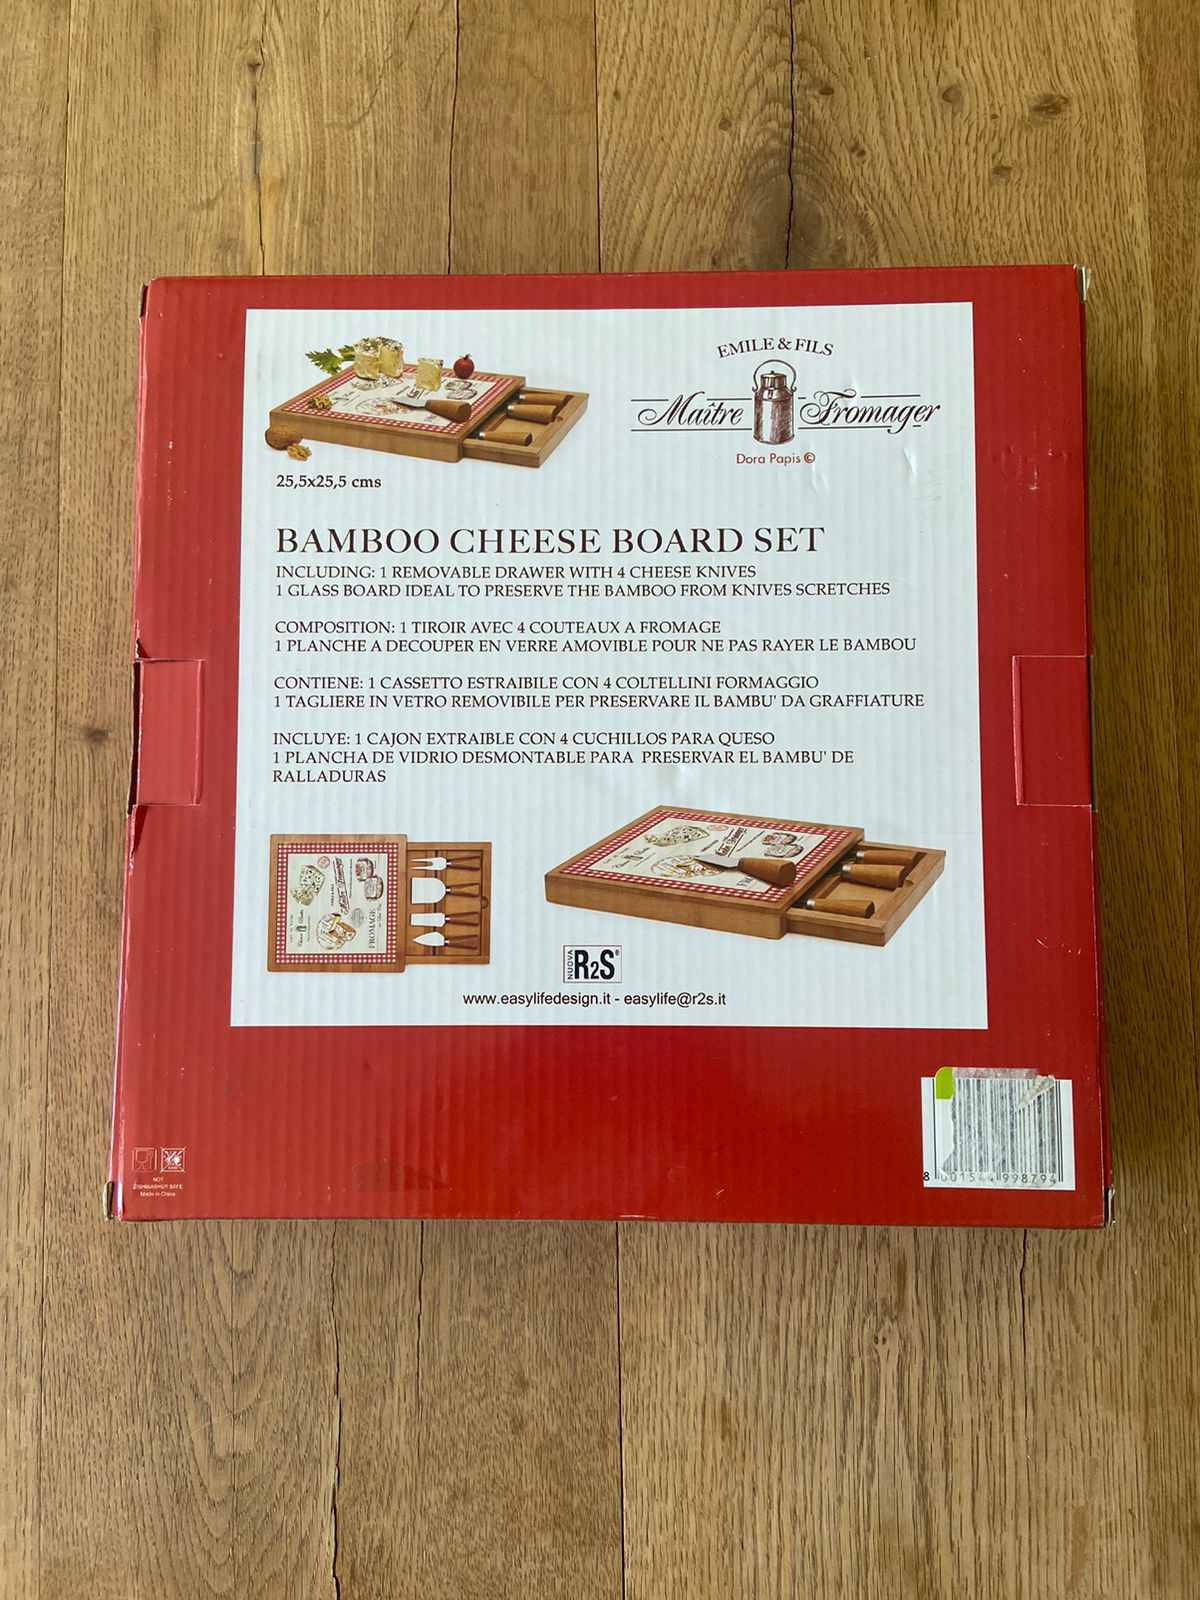 EMILE & FILS
Maître Fromager
Dora Papis ©
25,5x25,5 cms
BAMBOO CHEESE BOARD SET
INCLUDING: 1 REMOVABLE DRAWER WITH 4 CHEESE KNIVES
1 GLASS BOARD IDEAL TO PRESERVE THE BAMBOO FROM KNIVES SCRETCHES
COMPOSITION: 1 TIROIR AVEC 4 COUTEAUX A FROMAGE
1 PLANCHE A DECOUPER EN VERRE AMOVIBLE POUR NE PAS RAYER LE BAMBOU
CONTIENE: 1 CASSETTO ESTRAIBILE CON 4 COLTELLINI FORMAGGIO
1 TAGLIERE IN VETRO REMOVIBILE PER PRESERVARE IL BAMBU' DA GRAFFIATURE
INCLUYE: 1 CAJON EXTRAIBLE CON 4 CUCHILLOS PARA QUESO
1 PLANCHA DE VIDRIO DESMONTABLE PARA PRESERVAR EL BAMBU' DE
RALLADURAS
Maître Fromager
FROMAGE
NUOVA R2S®
www.easylifedesign.it - easylife@r2s.it
NOT
DISHWASHER SAFE
Made in China
8 001544 998794